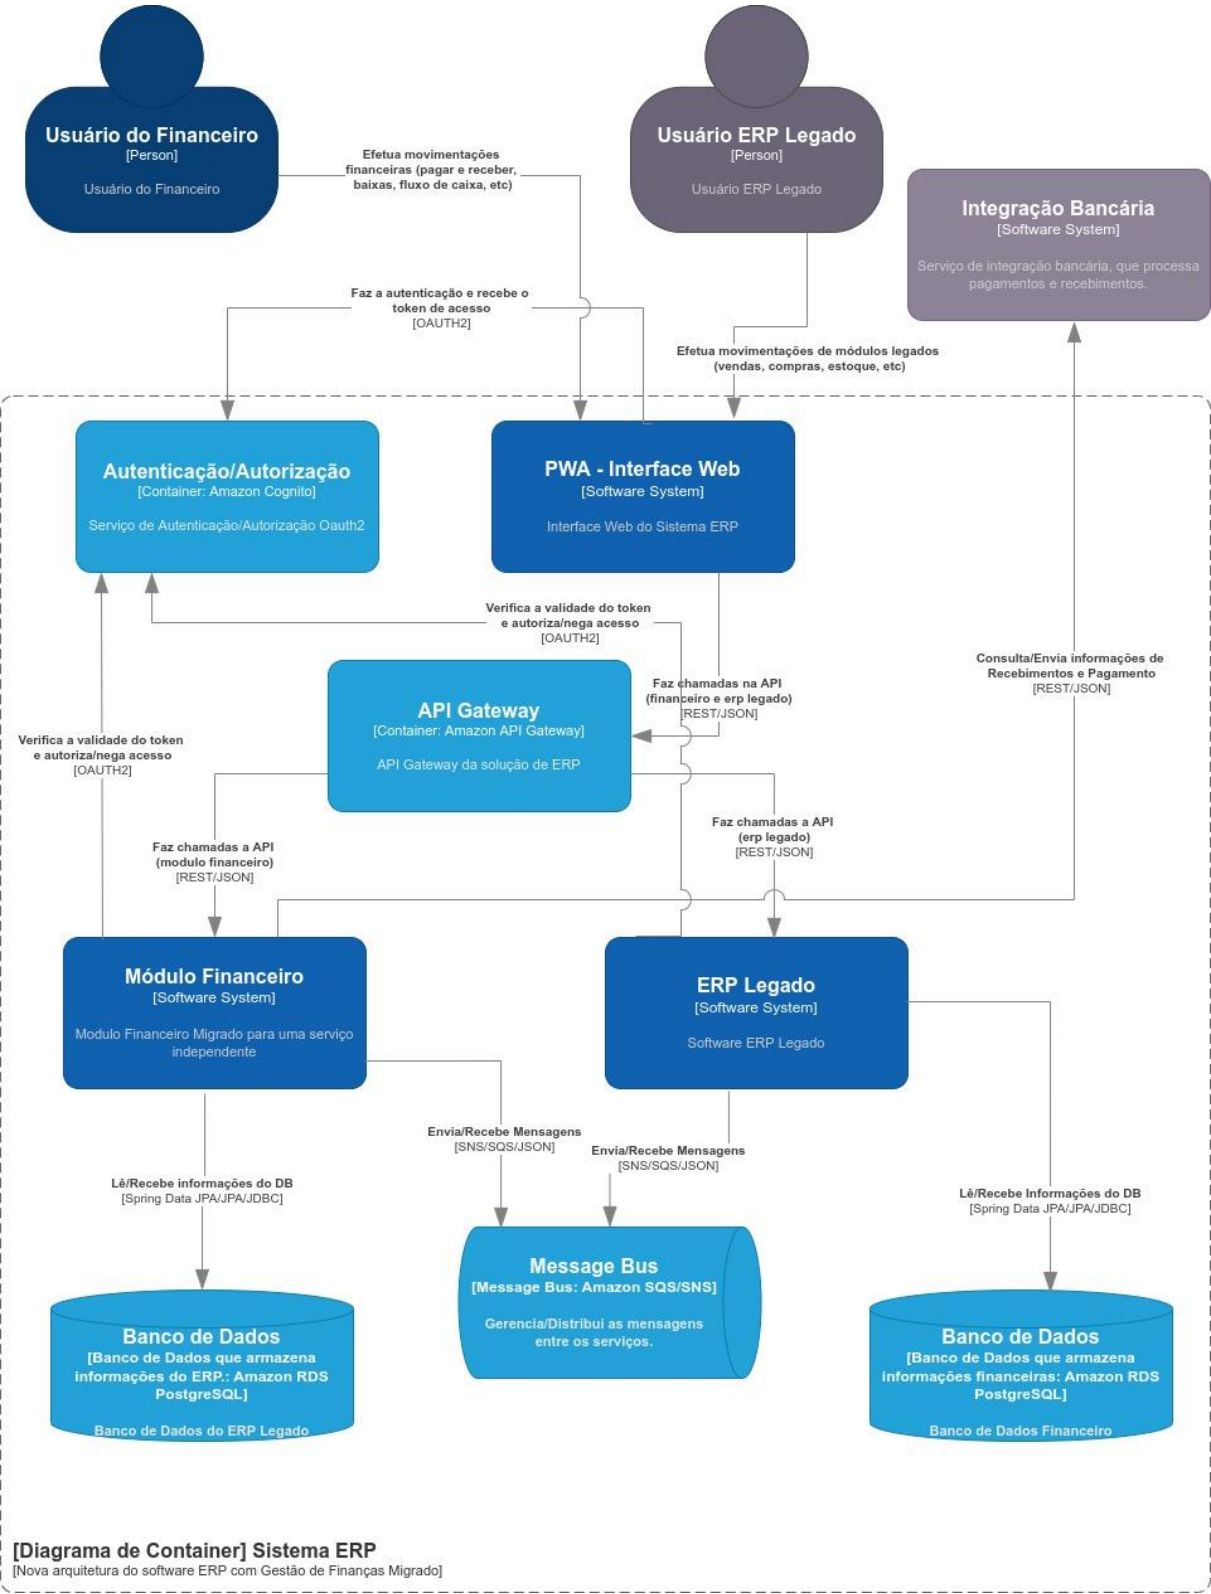 Usuário do Financeiro
[Person]
Usuário do Financeiro
Usuário ERP Legado
[Person]
Usuário ERP Legado
Efetua movimentações
financeiras (pagar e receber,
baixas, fluxo de caixa, etc)
Integração Bancária
[Software System]
Serviço de integração bancária, que processa
pagamentos e recebimentos.
Faz a autenticação e recebe o
token de acesso
[OAUTH2]
Efetua movimentações de módulos legados
(vendas, compras, estoque, etc)
Autenticação/Autorização
[Container: Amazon Cognito]
Serviço de Autenticação/Autorização Oauth2
PWA - Interface Web
[Software System]
Interface Web do Sistema ERP
Verifica a validade do token
e autoriza/nega acesso
[OAUTH2]
Consulta/Envia informações de
Recebimentos e Pagamento
[REST/JSON]
Faz chamadas na API
(financeiro e erp legado)
[REST/JSON]
API Gateway
[Container: Amazon API Gateway]
API Gateway da solução de ERP
Verifica a validade do token
e autoriza/nega acesso
[OAUTH2]
Faz chamadas a API
(erp legado)
[REST/JSON]
Faz chamadas a API
(modulo financeiro)
[REST/JSON]
Módulo Financeiro
[Software System]
Modulo Financeiro Migrado para uma serviço
independente
ERP Legado
[Software System]
Software ERP Legado
Envia/Recebe Mensagens
[SNS/SQS/JSON]
Envia/Recebe Mensagens
[SNS/SQS/JSON]
Lê/Recebe informações do DB
[Spring Data JPA/JPA/JDBC]
Lê/Recebe Informações do DB
[Spring Data JPA/JPA/JDBC]
Message Bus
[Message Bus: Amazon SQS/SNS]
Gerencia/Distribui as mensagens
entre os serviços.
Banco de Dados
[Banco de Dados que armazena
informações do ERP.: Amazon RDS
PostgreSQL]
Banco de Dados do ERP Legado
Banco de Dados
[Banco de Dados que armazena
informações financeiras: Amazon RDS
PostgreSQL]
Banco de Dados Financeiro
[Diagrama de Container] Sistema ERP
[Nova arquitetura do software ERP com Gestão de Finanças Migrado]